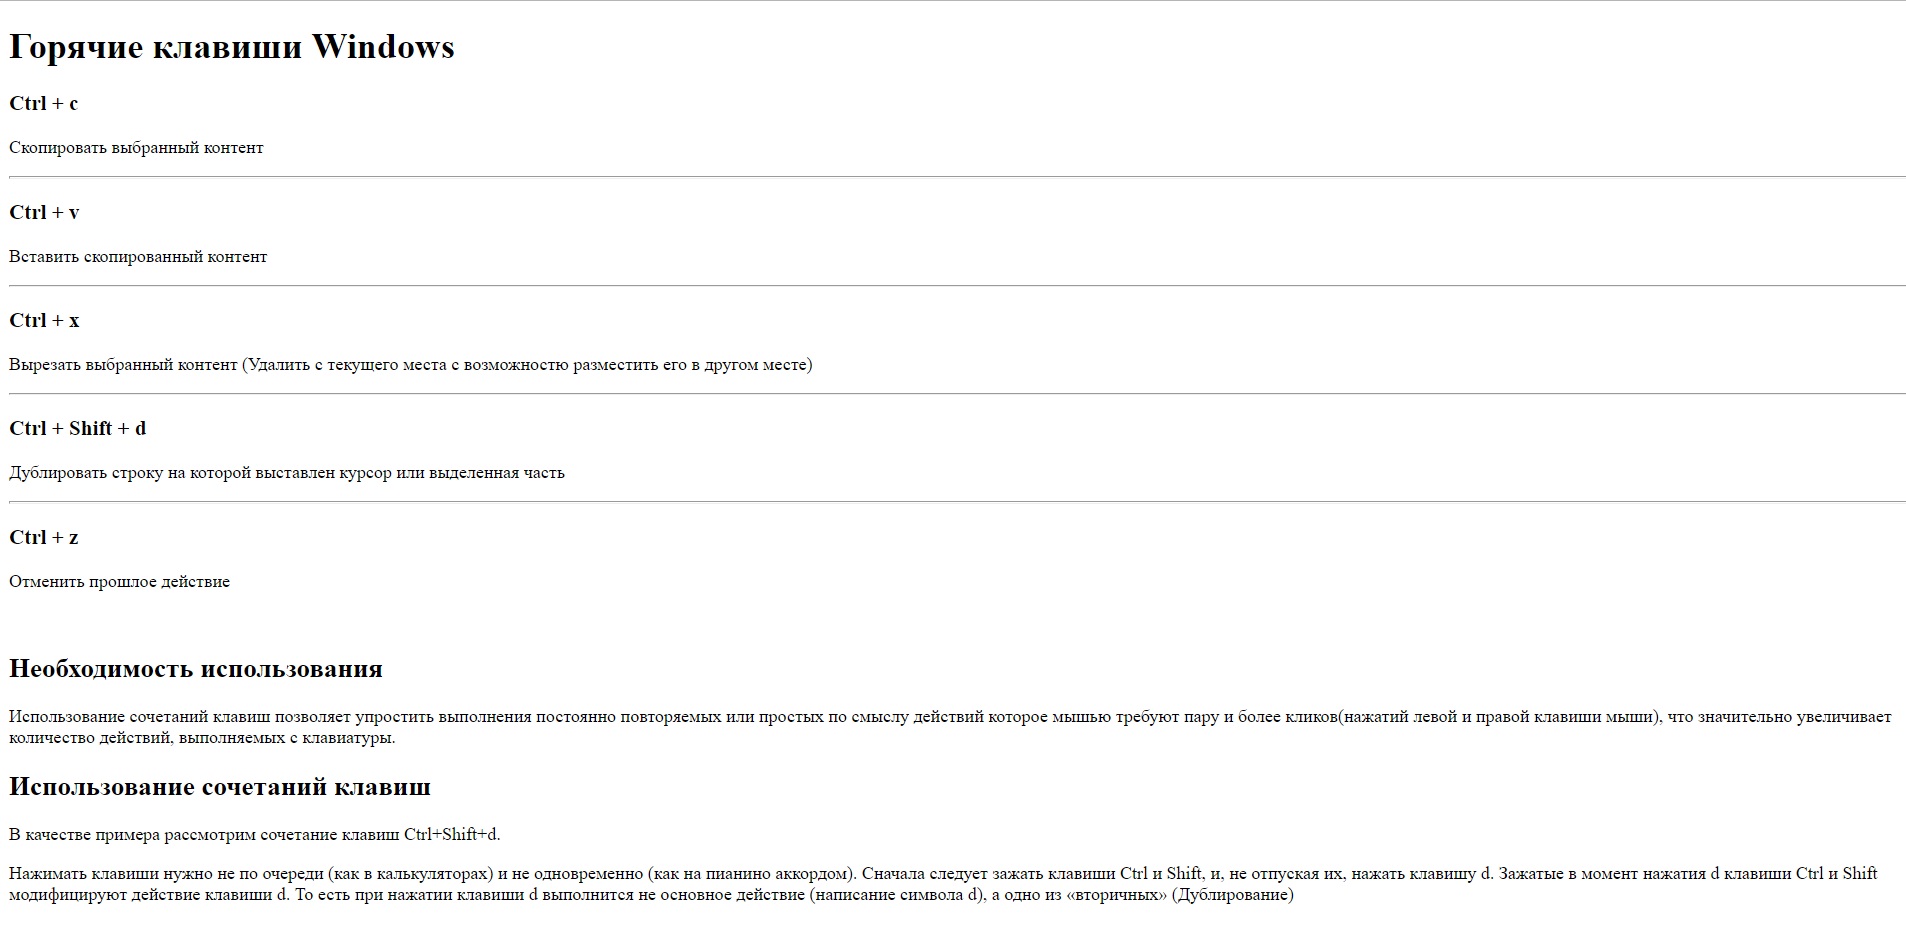 Горячие клавиши Windows
Ctrl + c
Скопировать выбранный контент
Ctrl + v
Вставить скопированный контент
Ctrl + x
Вырезать выбранный контент (Удалить с текущего места с возможностю разместить его в другом месте)
Ctrl + Shift + d
Дублировать строку на которой выставлен курсор или выделенная часть
Ctrl + z
Отменить прошлое действие
Необходимость использования
Использование сочетаний клавиш позволяет упростить выполнения постоянно повторяемых или простых по смыслу действий которое мышью требуют пару и более кликов(нажатий левой и правой клавиши мыши), что значительно увеличивает
количество действий, выполняемых с клавиатуры.
Использование сочетаний клавиш
В качестве примера рассмотрим сочетание клавиш Ctrl+Shift+d.
Нажимать клавиши нужно не по очереди (как в калькуляторах) и не одновременно (как на пианино аккордом). Сначала следует зажать клавиши Ctrl и Shift, и, не отпуская их, нажать клавишу d. Зажатые в момент нажатия d клавиши Ctrl и Shift
модифицируют действие клавиши d. То есть при нажатии клавиши d выполнится не основное действие (написание символа d), а одно из «вторичных» (Дублирование)